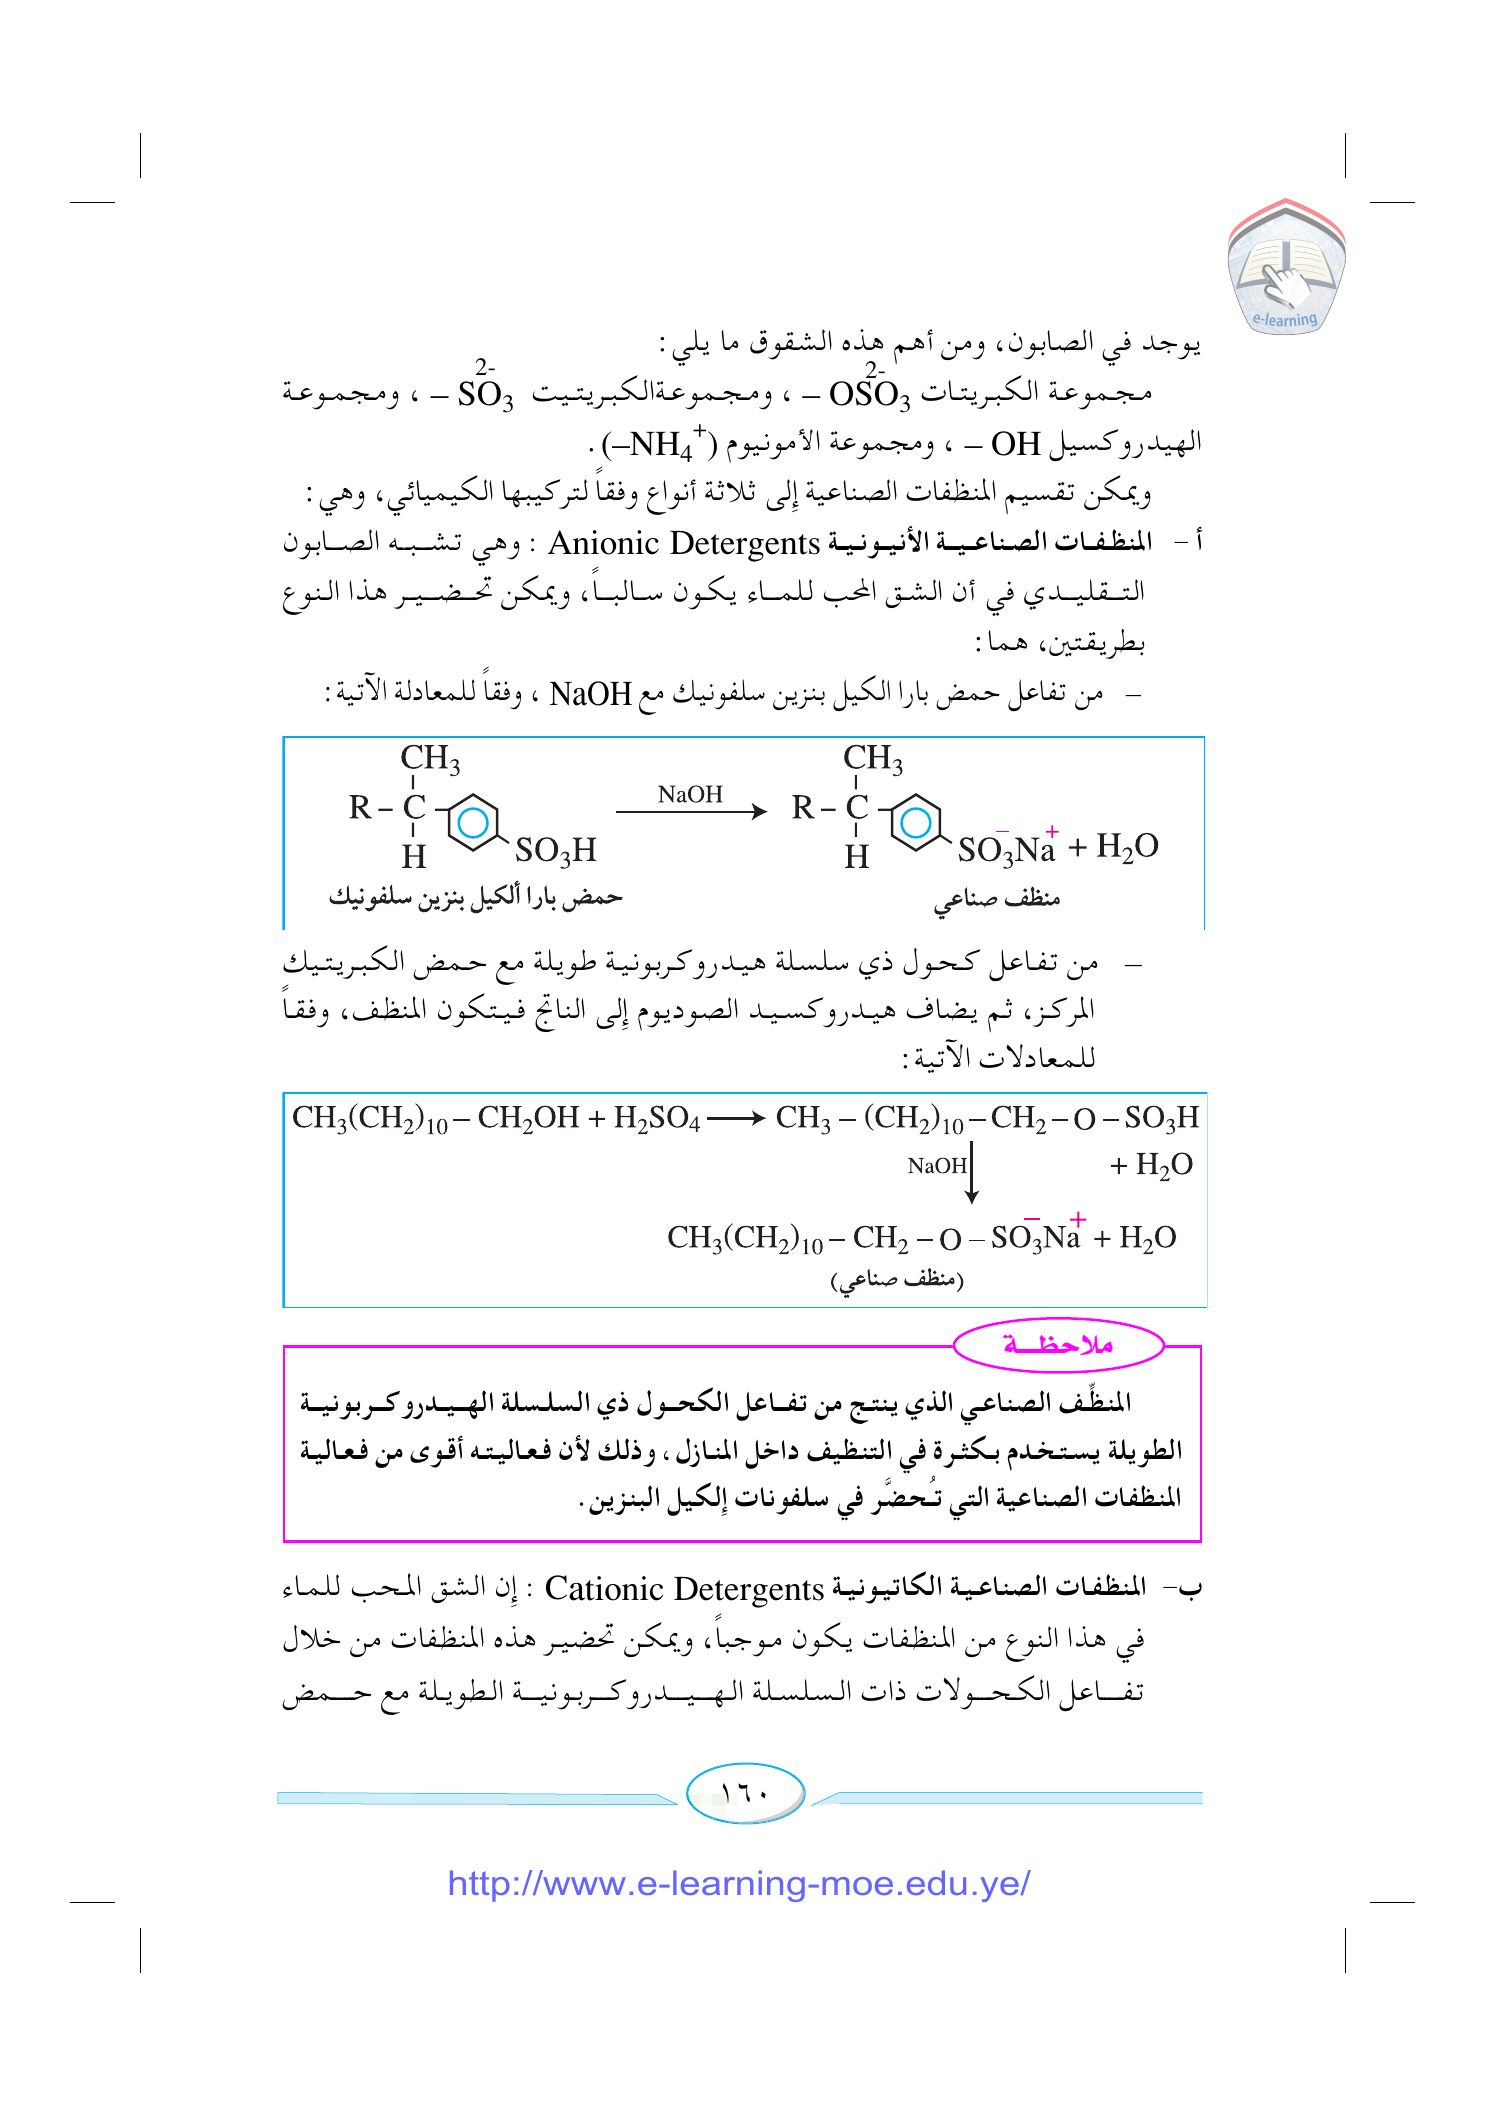 e-learning
يوجد في الصابون، ومن أهم هذه الشقوق ما يلي :
مجموعة الكبريتات OSO₃²⁻ – ، ومجموعةالكبريتيت SO₃²⁻ – ، ومجموعة
الهيدروكسيل OH – ، ومجموعة الأمونيوم (–NH₄⁺) .
ويمكن تقسيم المنظفات الصناعية إلى ثلاثة أنواع وفقاً لتركيبها الكيميائي، وهي :
أ – المنظفات الصناعية الأنيونية Anionic Detergents : وهي تشبه الصابون
التقليدي في أن الشق المحب للماء يكون سالباً، ويمكن تحضير هذا النوع
بطريقتين، هما :
– من تفاعل حمض بارا الكيل بنزين سلفونيك مع NaOH ، وفقاً للمعادلة الآتية :
CH₃ CH₃
R – C – SO₃H NaOH R – C – SO₃⁻Na⁺ + H₂O
H H
حمض بارا ألكيل بنزين سلفونيك منظف صناعي
– من تفاعل كحول ذي سلسلة هيدروكربونية طويلة مع حمض الكبريتيك
المركز، ثم يضاف هيدروكسيد الصوديوم إلى الناتج فيتكون المنظف، وفقاً
للمعادلات الآتية :
CH₃(CH₂)₁₀ – CH₂OH + H₂SO₄ ⟶ CH₃ – (CH₂)₁₀ – CH₂ – O – SO₃H
NaOH + H₂O
CH₃(CH₂)₁₀ – CH₂ – O – SO₃⁻Na⁺ + H₂O
(منظف صناعي)
ملاحظة
المنظِّف الصناعي الذي ينتج من تفاعل الكحول ذي السلسلة الهيدروكربونية
الطويلة يستخدم بكثرة في التنظيف داخل المنازل ، وذلك لأن فعاليته أقوى من فعالية
المنظفات الصناعية التي تُحضَّر في سلفونات إلكيل البنزين .
ب– المنظفات الصناعية الكاتيونية Cationic Detergents : إن الشق المحب للماء
في هذا النوع من المنظفات يكون موجباً، ويمكن تحضير هذه المنظفات من خلال
تفاعل الكحولات ذات السلسلة الهيدروكربونية الطويلة مع حمض
١٦٠
http://www.e-learning-moe.edu.ye/